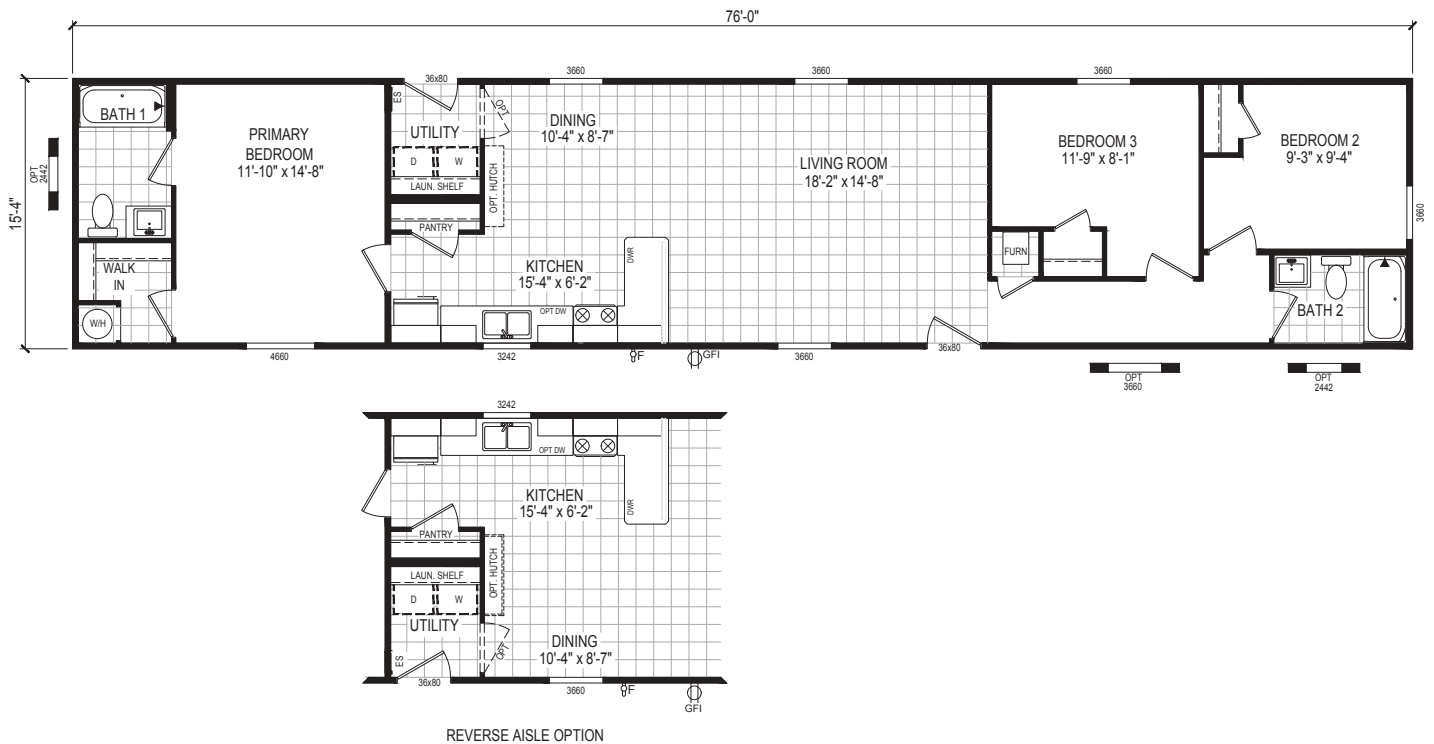 76'-0"
15'-4"
36x80
3660
3660
3660
BATH 1
PRIMARY
BEDROOM
11'-10" x 14'-8"
ES
OPT
UTILITY
D
W
LAUN. SHELF
OPT. HUTCH
DINING
10'-4" x 8'-7"
LIVING ROOM
18'-2" x 14'-8"
BEDROOM 3
11'-9" x 8'-1"
BEDROOM 2
9'-3" x 9'-4"
OPT
2442
3660
WALK
IN
W/H
PANTRY
KITCHEN
15'-4" x 6'-2"
DWR
OPT DW
FURN
BATH 2
4660
3242
F
GFI
3660
36x80
OPT
3660
OPT
2442
3242
OPT DW
KITCHEN
15'-4" x 6'-2"
DWR
PANTRY
OPT. HUTCH
LAUN. SHELF
D
W
UTILITY
ES
OPT
DINING
10'-4" x 8'-7"
36x80
3660
F
GFI
REVERSE AISLE OPTION